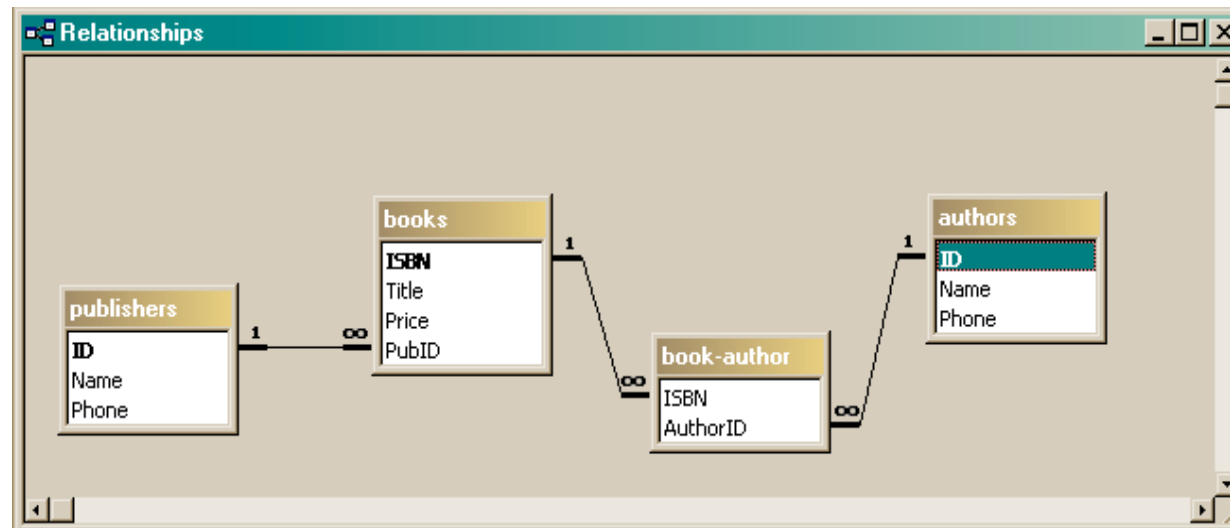 Relationships
publishers
ID
Name
Phone
1
∞
books
ISBN
Title
Price
PubID
1
∞
book-author
ISBN
AuthorID
∞
1
authors
ID
Name
Phone